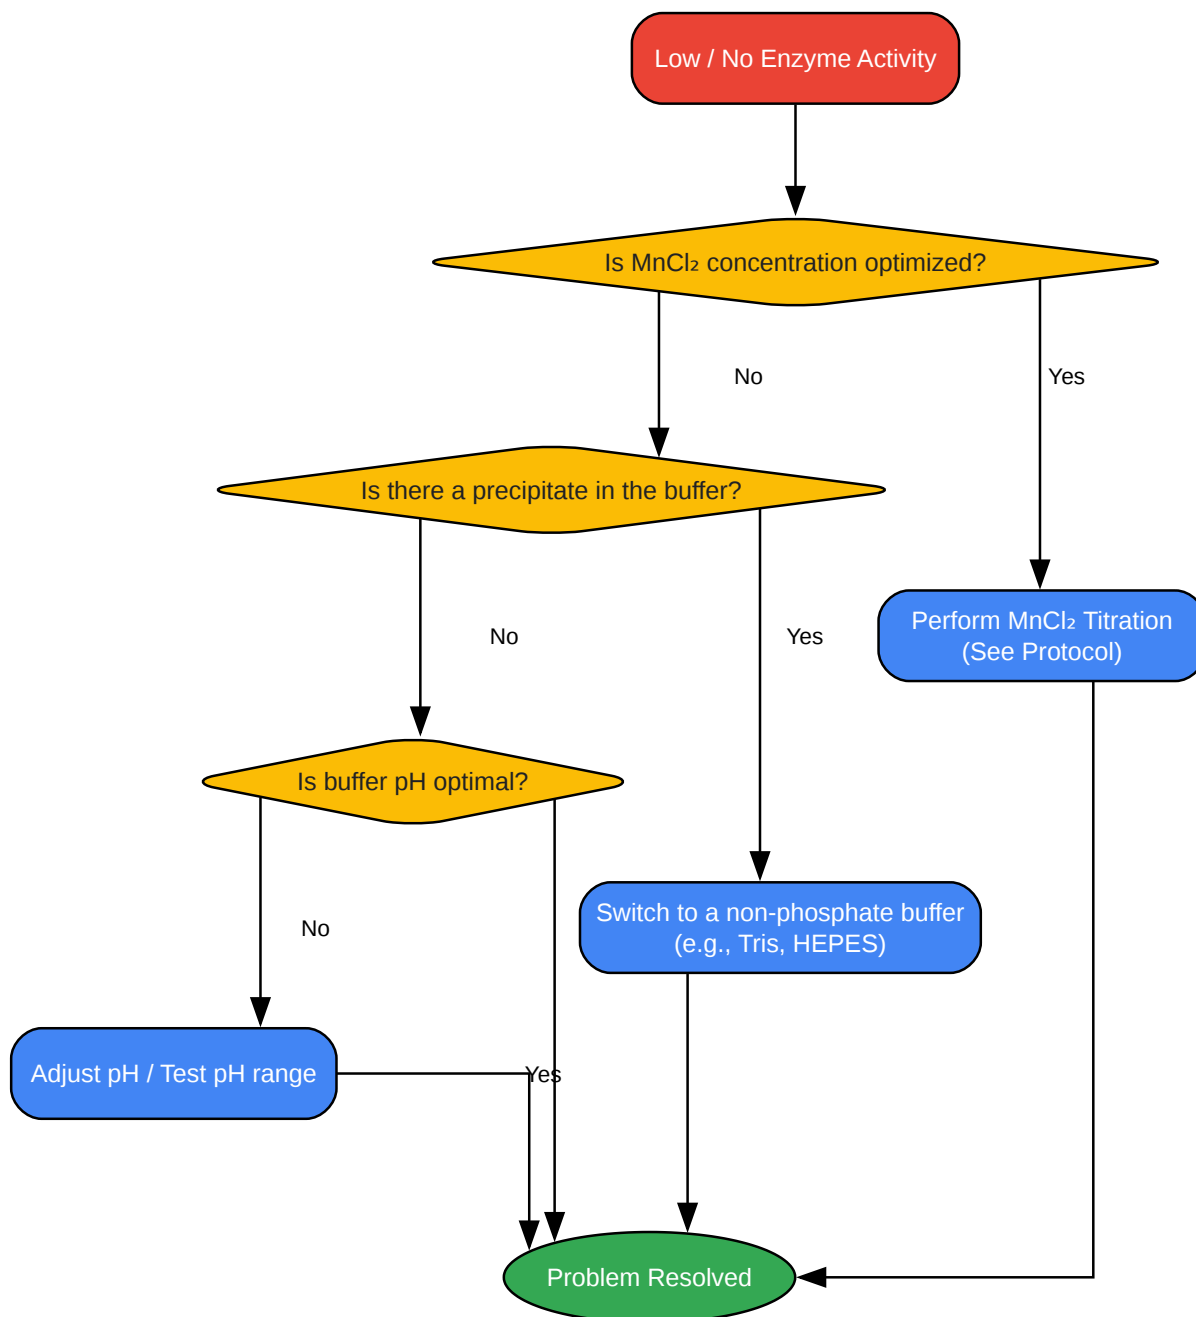 Low / No Enzyme Activity
Is MnCl₂ concentration optimized?
No
Yes
Is there a precipitate in the buffer?
No
Yes
Perform MnCl₂ Titration
(See Protocol)
Is buffer pH optimal?
No
Switch to a non-phosphate buffer
(e.g., Tris, HEPES)
Adjust pH / Test pH range
Yes
Problem Resolved